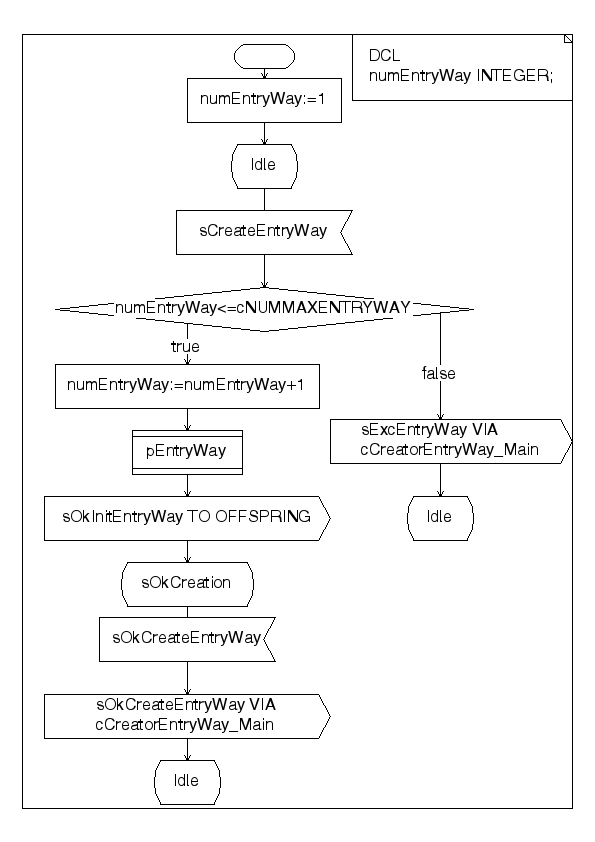 DCL
numEntryWay INTEGER;
numEntryWay:=1
Idle
sCreateEntryWay
numEntryWay<=cNUMMAXENTRYWAY
true
false
numEntryWay:=numEntryWay+1
sExcEntryWay VIA
cCreatorEntryWay_Main
pEntryWay
sOkInitEntryWay TO OFFSPRING
Idle
sOkCreation
sOkCreateEntryWay
sOkCreateEntryWay VIA
cCreatorEntryWay_Main
Idle